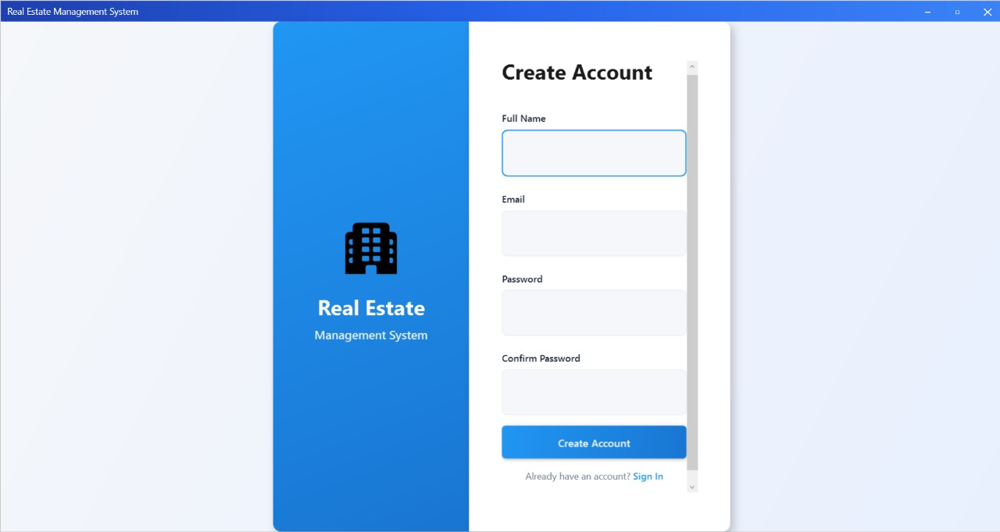 Real Estate Management System
Real Estate
Management System
Create Account
Full Name
Email
Password
Confirm Password
Create Account
Already have an account? Sign In